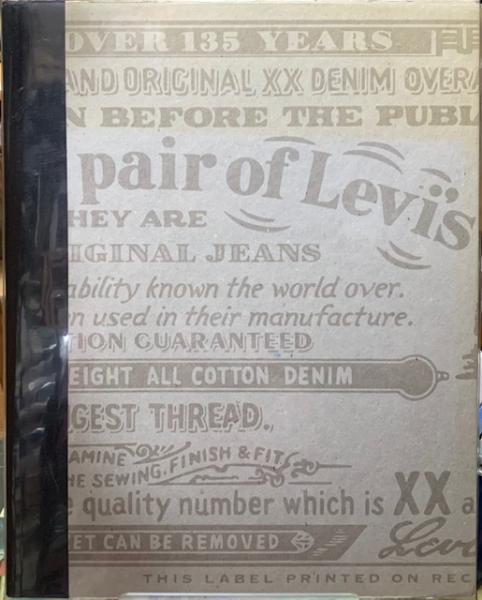 OVER 135 YEARS
AND ORIGINAL XX DENIM OVERA
N BEFORE THE PUBL
pair of Levi's
HEY ARE
IGINAL JEANS
ability known the world over.
n used in their manufacture.
TION GUARANTEED
EIGHT ALL COTTON DENIM
GEST THREAD.
AMINE
HE SEWING, FINISH & FIT
e quality number which is XX a
ET CAN BE REMOVED
Lev
THIS LABEL PRINTED ON REC